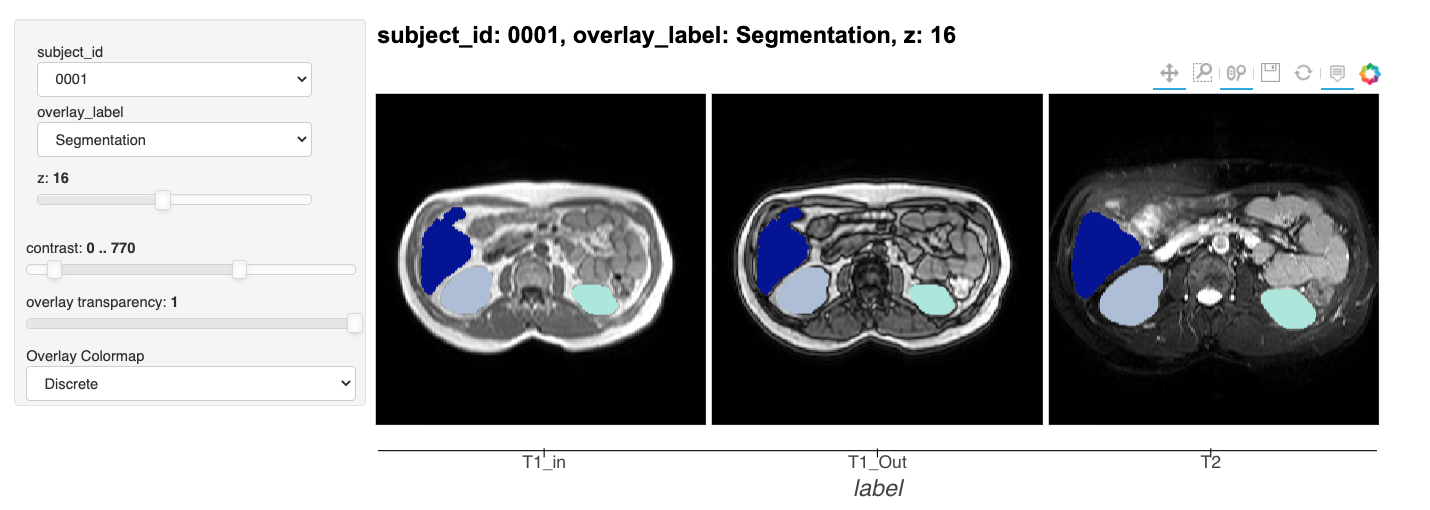 subject_id: 0001, overlay_label: Segmentation, z: 16
subject_id
0001
overlay_label
Segmentation
z: 16
contrast: 0 .. 770
overlay transparency: 1
Overlay Colormap
Discrete
T1_in
T1_Out
T2
label